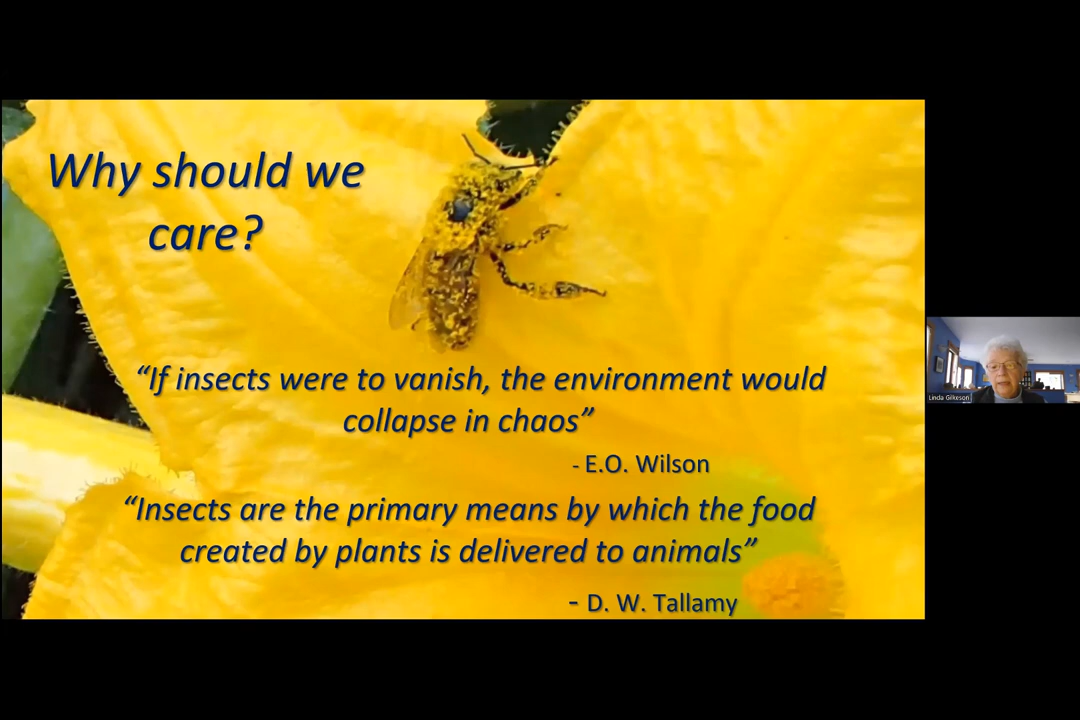 Why should we
care?
“If insects were to vanish, the environment would
collapse in chaos”
- E.O. Wilson
“Insects are the primary means by which the food
created by plants is delivered to animals”
- D. W. Tallamy
Linda Gilkeson